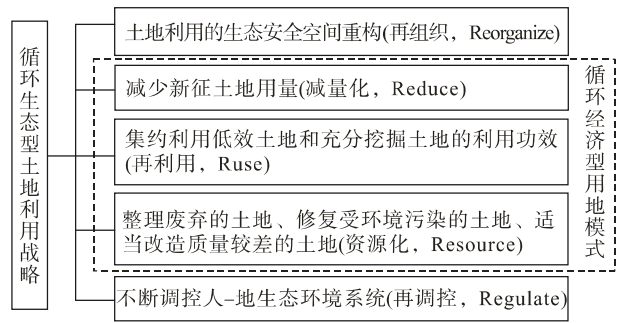 循环生态型土地利用战略
土地利用的生态安全空间重构(再组织，Reorganize)
减少新征土地用量(减量化，Reduce)
集约利用低效土地和充分挖掘土地的利用功效
(再利用，Ruse)
整理废弃的土地、修复受环境污染的土地、适
当改造质量较差的土地(资源化，Resource)
不断调控人–地生态环境系统(再调控，Regulate)
循环经济型用地模式